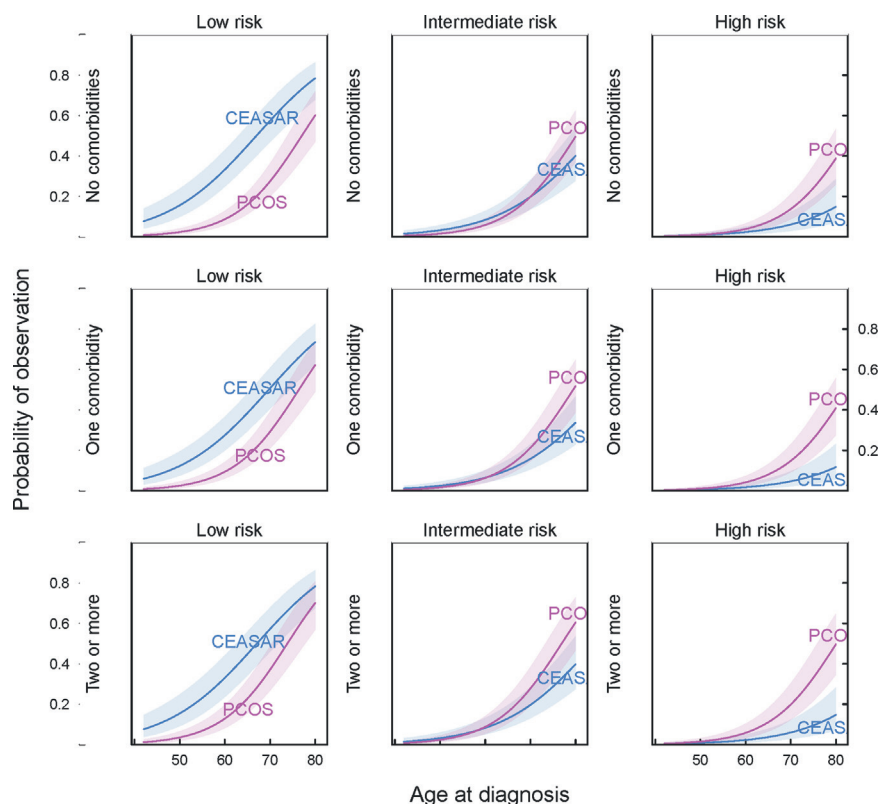 Low risk
Intermediate risk
High risk
No comorbidities
0.8
0.6
0.4
0.2
CEASAR
PCOS
No comorbidities
PCO
CEAS
No comorbidities
PCO
CEAS
Probability of observation
Low risk
Intermediate risk
High risk
One comorbidity
CEASAR
PCOS
One comorbidity
PCO
CEAS
One comorbidity
PCO
CEAS
0.8
0.6
0.4
0.2
Low risk
Intermediate risk
High risk
Two or more
0.8
0.6
0.4
0.2
CEASAR
PCOS
Two or more
PCO
CEAS
Two or more
PCO
CEAS
50 60 70 80
50 60 70 80
Age at diagnosis